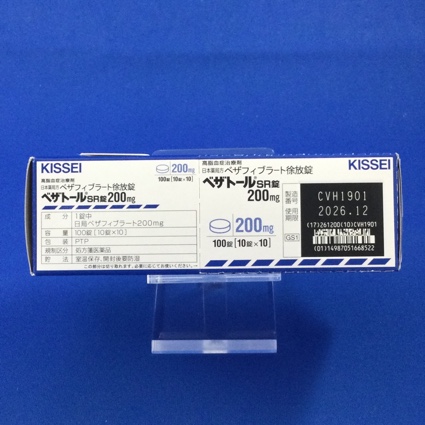 KISSEI
高脂血症治療剤
日本薬局方 ベザフィブラート徐放錠
ベザトール®SR錠200mg
200mg
100錠[10錠×10]
成分 1錠中
日局ベザフィブラート200mg
容量 100錠[10錠×10]
包装 PTP
規制区分 処方箋医薬品
貯法 室温保存、開封後要防湿
KISSEI
高脂血症治療剤
日本薬局方 ベザフィブラート徐放錠
ベザトール®SR錠
200mg
200mg
100錠[10錠×10]
製造番号 CVH1901
使用期限 2026.12
(17)261200(10)CVH1901
GS1
(01)14987051668522